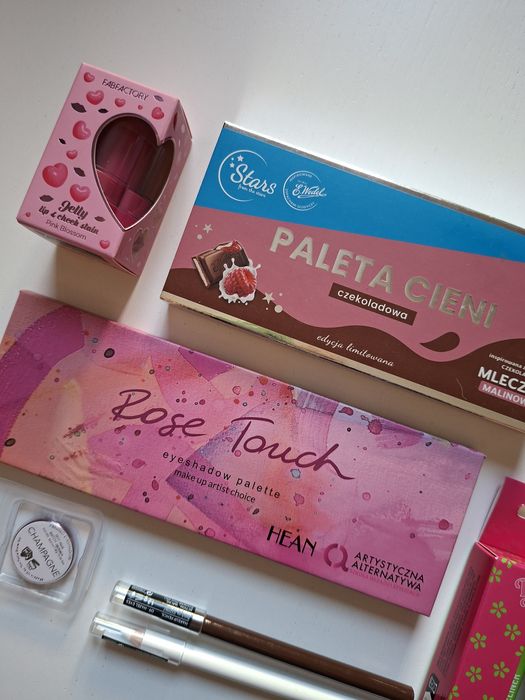 FABFACTORY
Jelly
lip & cheek stain
Pink Blossom
Stars
from the stars
E.Wedel
PALETA CIENI
czekoladowa
edycja limitowana
MLECZ
MALINOW
Rose Touch
eyeshadow palette
make up artist choice
HEAN
ARTYSTYCZNA
ALTERNATYWA
CHAMPAGNE